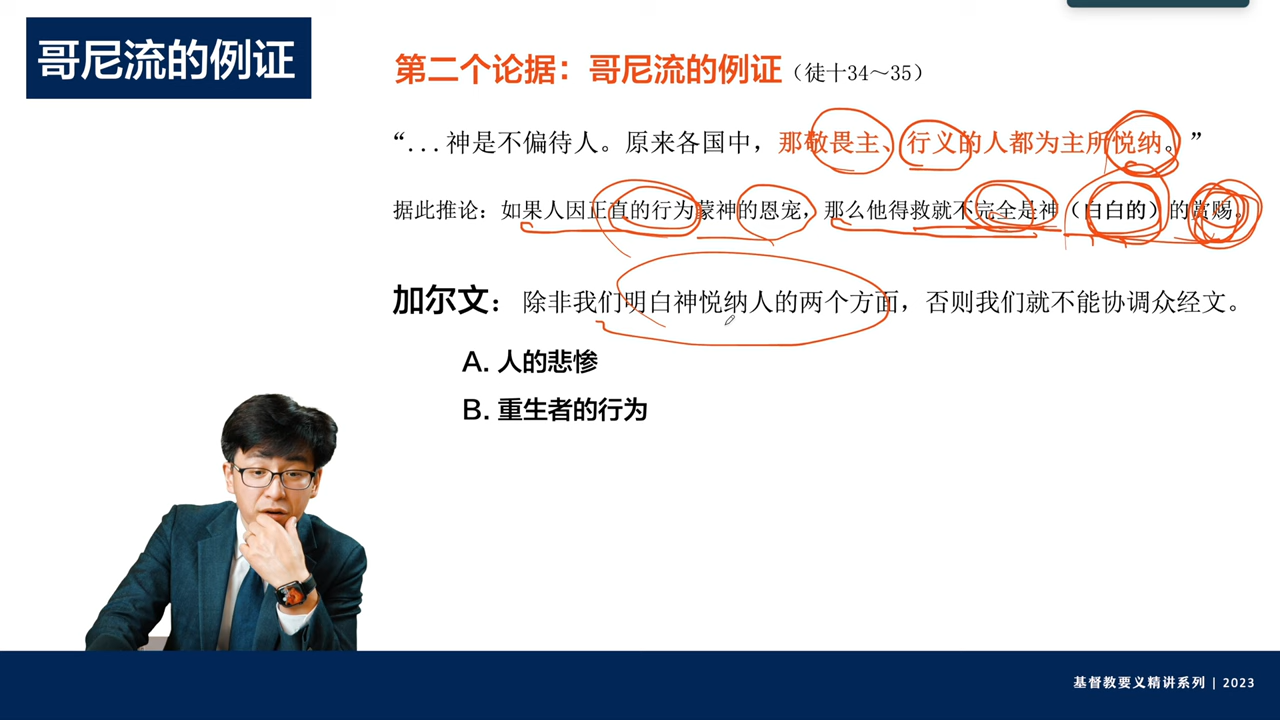 哥尼流的例证
第二个论据：哥尼流的例证（徒十34～35）
“...神是不偏待人。原来各国中，那敬畏主、行义的人都为主所悦纳。”
据此推论：如果人因正直的行为蒙神的恩宠，那么他得救就不完全是神（白白的）的赏赐。
加尔文：除非我们明白神悦纳人的两个方面，否则我们就不能协调众经文。
A. 人的悲惨
B. 重生者的行为
基督教要义精讲系列 | 2023